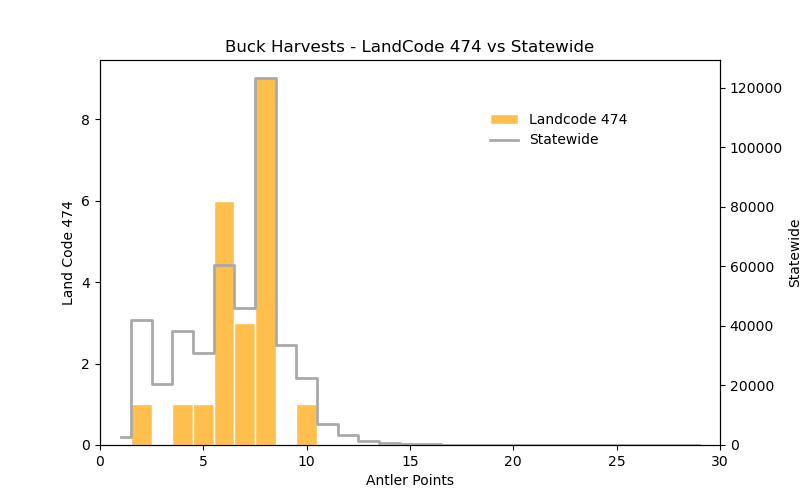 Buck Harvests - LandCode 474 vs Statewide
Landcode 474
Statewide
Land Code 474
8
6
4
2
0
120000
100000
80000
60000
40000
20000
0
Statewide
0 5 10 15 20 25 30
Antler Points